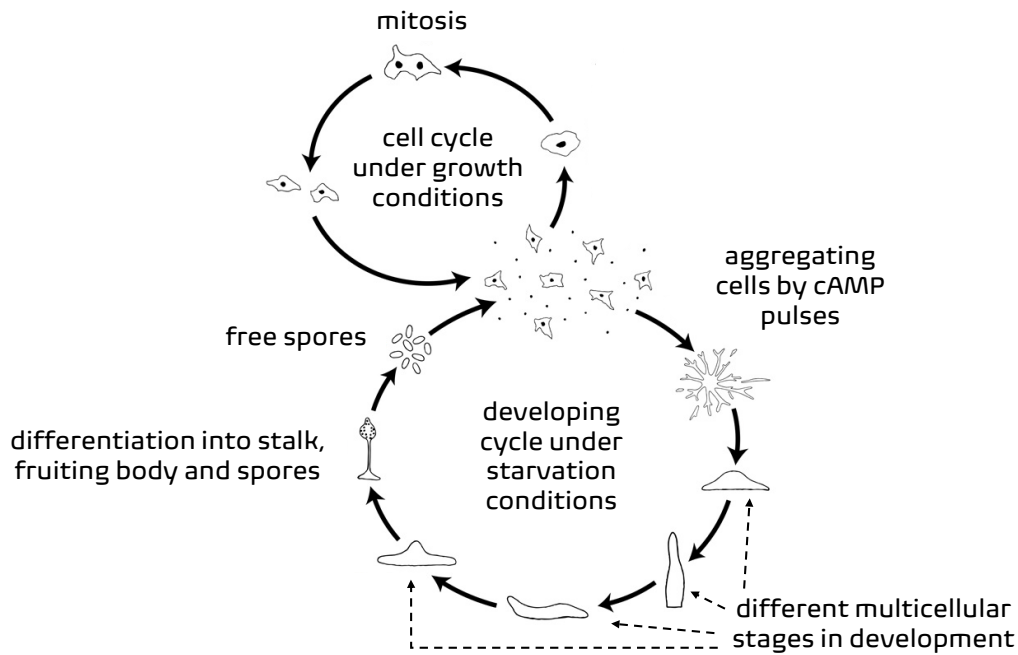 mitosis
cell cycle
under growth
conditions
aggregating
cells by cAMP
pulses
free spores
developing
cycle under
starvation
conditions
differentiation into stalk,
fruiting body and spores
different multicellular
stages in development